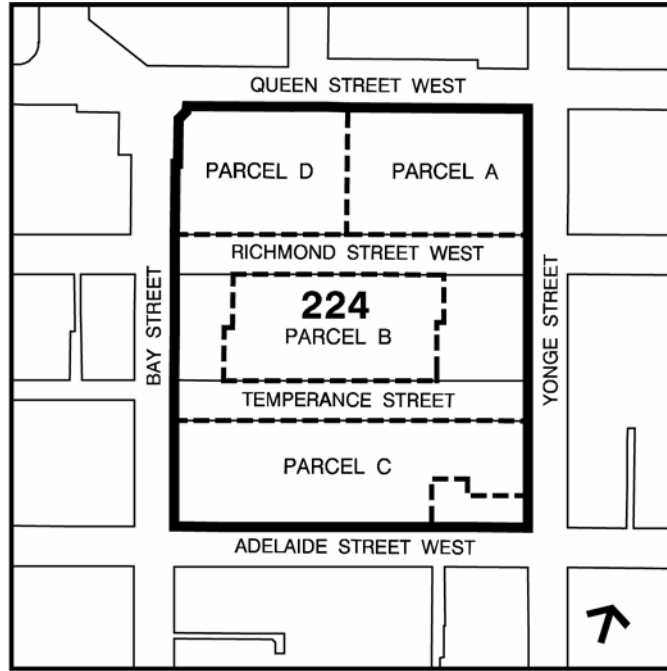 QUEEN STREET WEST
PARCEL D
PARCEL A
RICHMOND STREET WEST
BAY STREET
224
PARCEL B
YONGE STREET
TEMPERANCE STREET
PARCEL C
ADELAIDE STREET WEST